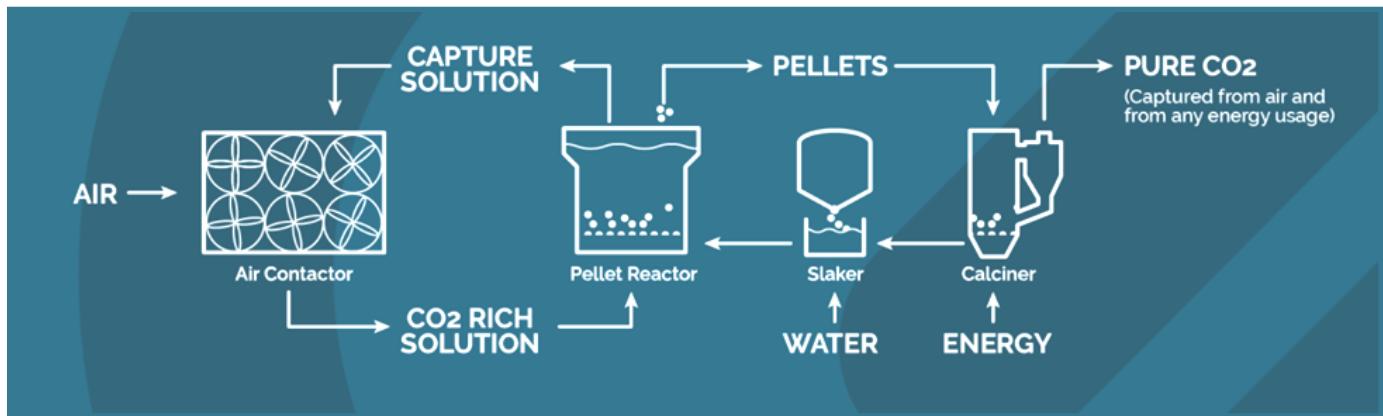 CAPTURE
SOLUTION
PELLETS
PURE CO2
(Captured from air and
from any energy usage)
AIR
Air Contactor
Pellet Reactor
Slaker
Calciner
CO2 RICH
SOLUTION
WATER
ENERGY